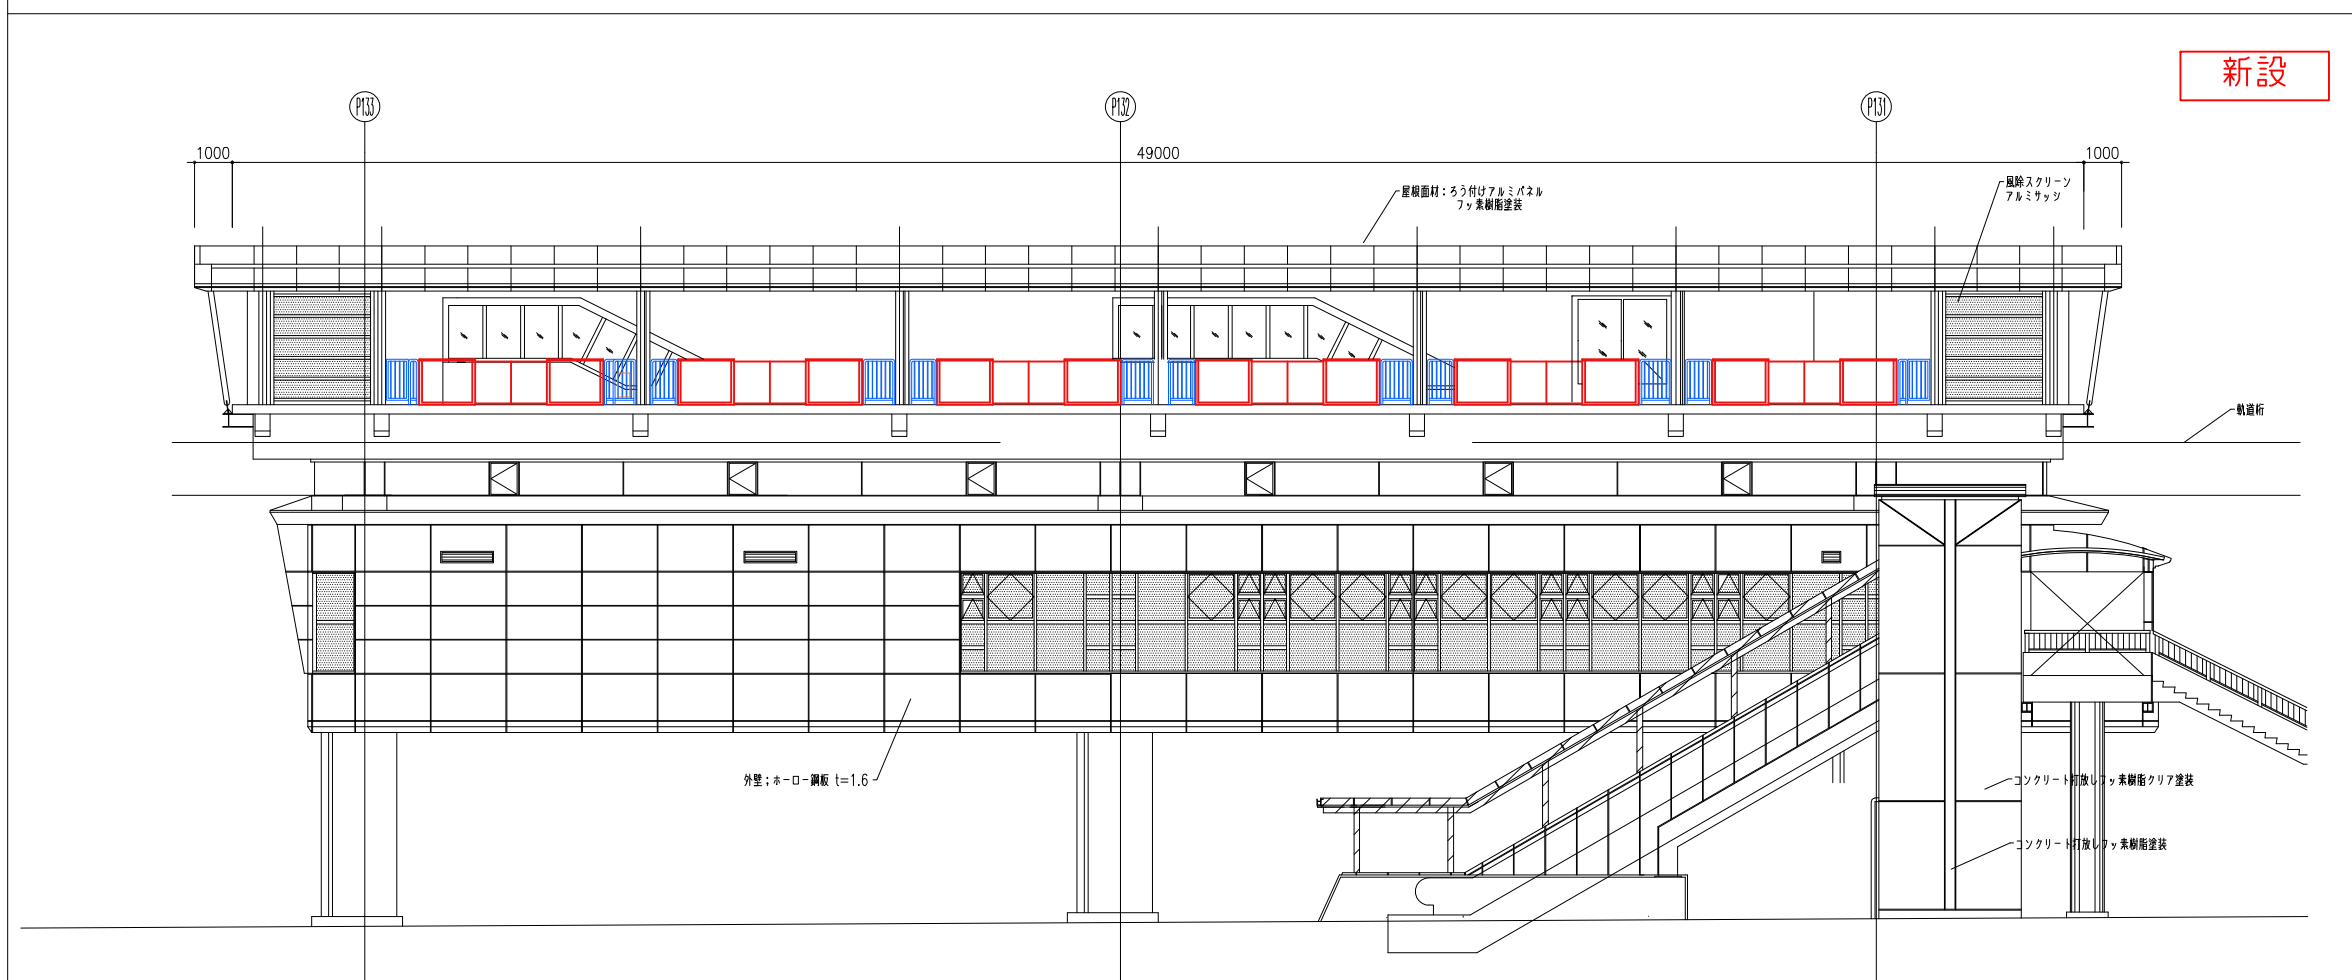 新設
P133
P132
P131
1000
49000
1000
屋根面材：ろう付けアルミパネル
フッ素樹脂塗装
風除スクリーン
アルミサッシ
軌道桁
外壁；ホーロー鋼板 t=1.6
コンクリート打放しフッ素樹脂クリア塗装
コンクリート打放しフッ素樹脂塗装